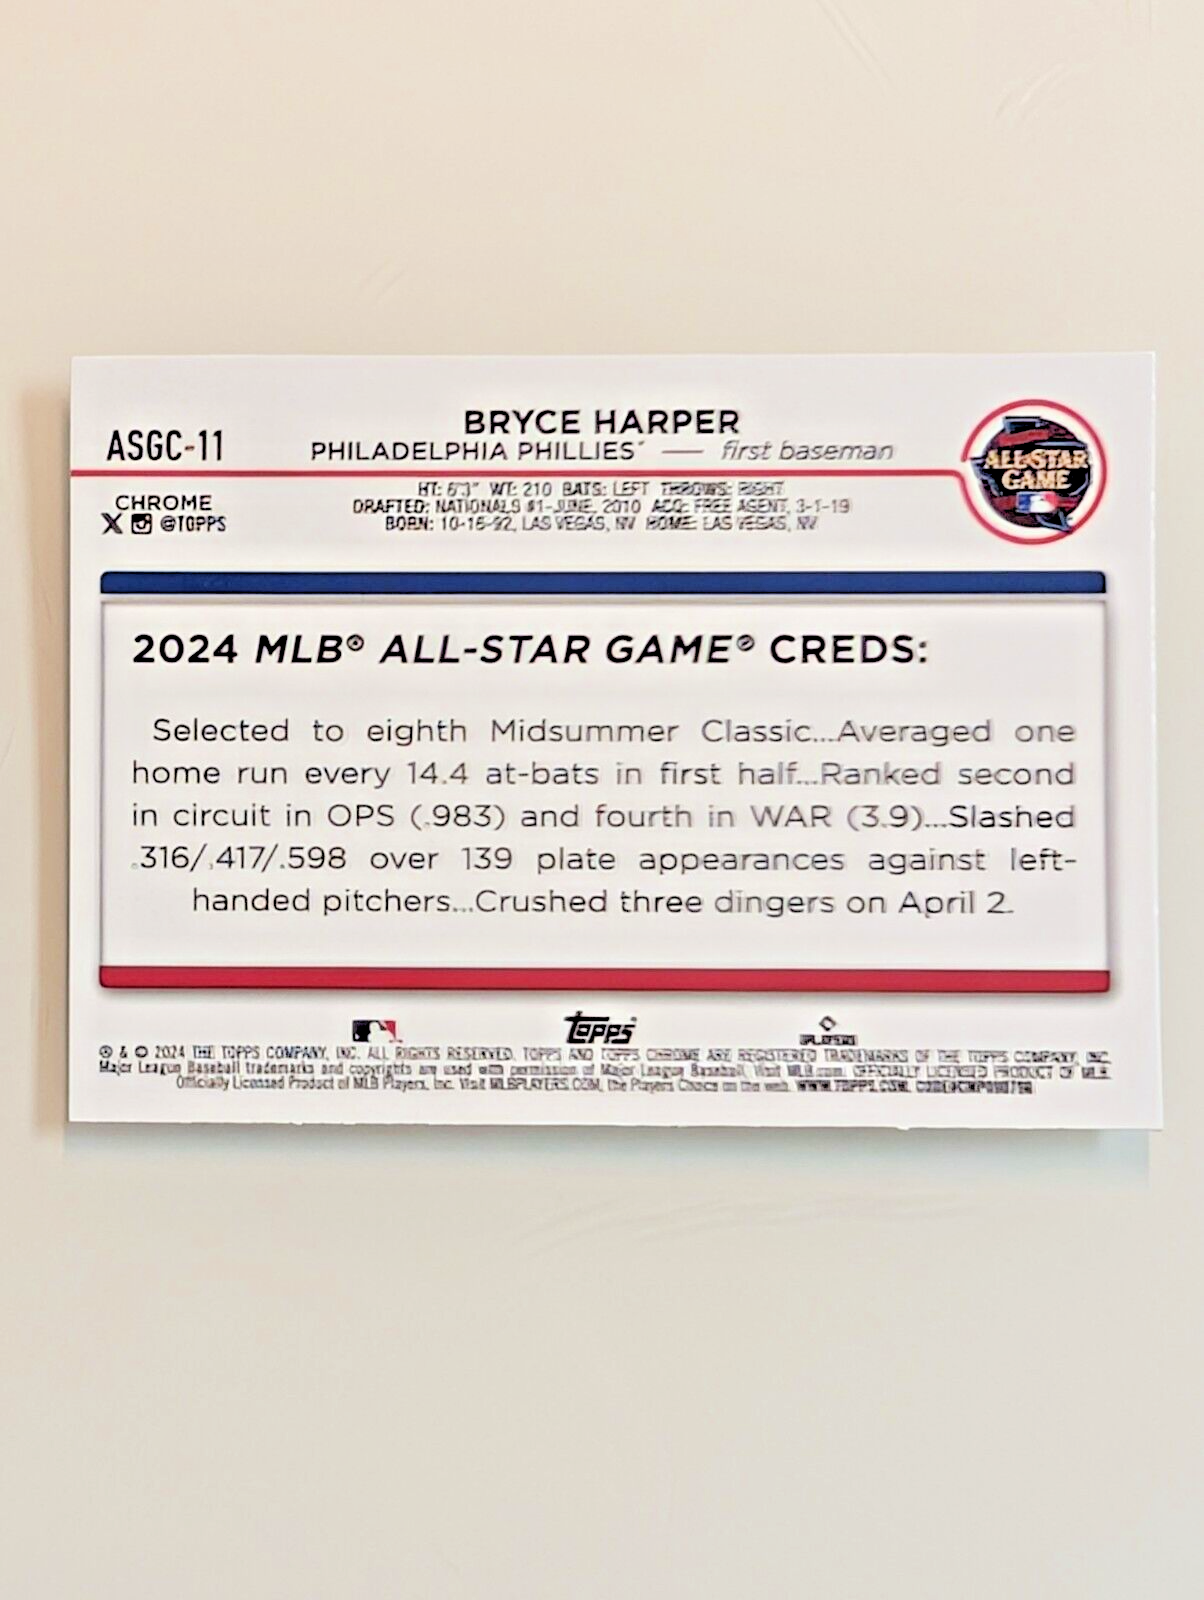 BRYCE HARPER
ASGC-11
PHILADELPHIA PHILLIES™ — first baseman
ALL-STAR
GAME
CHROME
@TOPPS
HT: 6'3" WT: 210 BATS: LEFT THROWS: RIGHT
DRAFTED: NATIONALS #1-JUNE, 2010 ACQ: FREE AGENT, 3-1-19
BORN: 10-16-92, LAS VEGAS, NV HOME: LAS VEGAS, NV
2024 MLB® ALL-STAR GAME® CREDS:
Selected to eighth Midsummer Classic...Averaged one
home run every 14.4 at-bats in first half...Ranked second
in circuit in OPS (.983) and fourth in WAR (3.9)...Slashed
.316/.417/.598 over 139 plate appearances against left-
handed pitchers...Crushed three dingers on April 2.
Topps
® & © 2024 THE TOPPS COMPANY, INC. ALL RIGHTS RESERVED. TOPPS AND TOPPS CHROME ARE REGISTERED TRADEMARKS OF THE TOPPS COMPANY, INC.
Major League Baseball trademarks and copyrights are used with permission of Major League Baseball. Visit MLB.com. OFFICIALLY LICENSED PRODUCT OF MLB
Officially Licensed Product of MLB Players, Inc. Visit MLBPLAYERS.COM, the Players Choice on the web. WWW.TOPPS.COM.